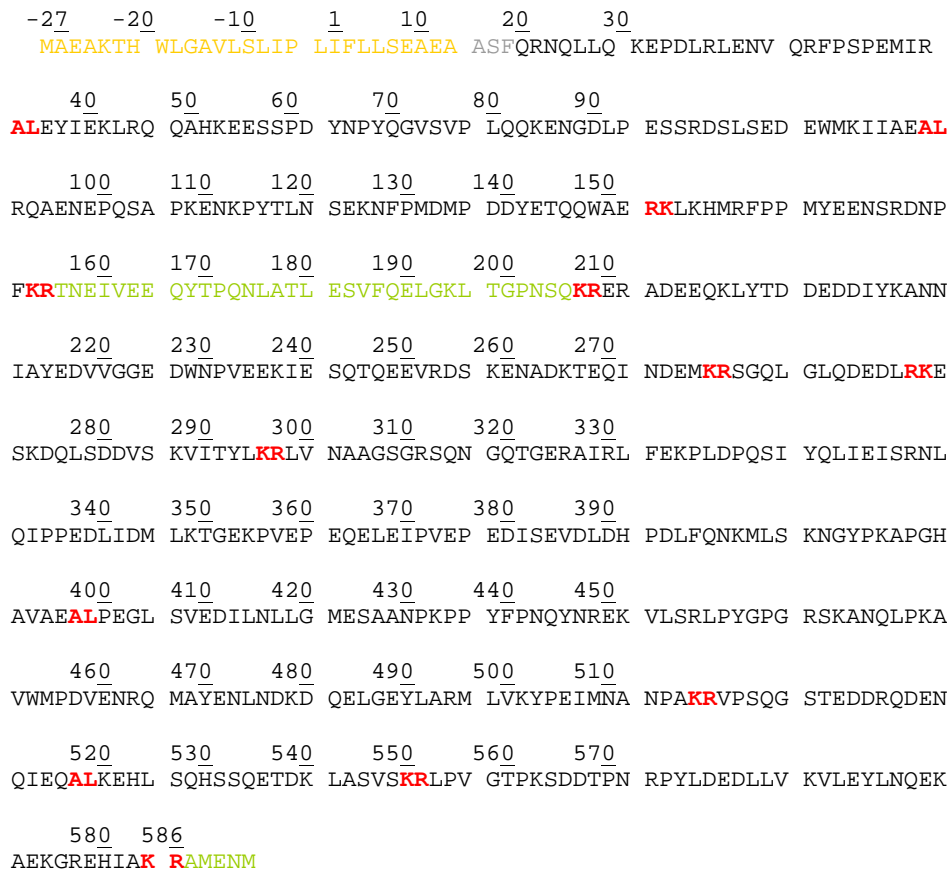 -27 -20 -10 1 10 20 30
MAEAKTH WLGAVLSLIP LIFLLSEAEA ASFQRNQLLQ KEPDLRLENV QRFPSPEMIR
40 50 60 70 80 90
ALEYIEKLRQ QAHKEESSPD YNPYQGVSVP LQQKENGDLP ESSRDSLSED EWMKIIAEAL
100 110 120 130 140 150
RQAENEPQSA PKENKPYTLN SEKNFPMDMP DDYETQQWAE RKLKHMRFPP MYEENSRDNP
160 170 180 190 200 210
FKRTNEIVEE QYTPQNLATL ESVFQELGKL TGPNSQKRER ADEEQKLYTD DEDDIYKANN
220 230 240 250 260 270
IAYEDVVGGE DWNPVEEKIE SQTQEEVRDS KENADKTEQI NDEMKRSGQL GLQDEDLRKE
280 290 300 310 320 330
SKDQLSDDVS KVITYLKRLV NAAGSGRSQN GQTGERAIRL FEKPLDPQSI YQLIEISRNL
340 350 360 370 380 390
QIPPEDLIDM LKTGEKPVEP EQELEIPVEP EDISEVDLDH PDLFQNKMLS KNGYPKAPGH
400 410 420 430 440 450
AVAEALPEGL SVEDILNLLG MESAANPKPP YFPNQYNREK VLSRLPYGPG RSKANQLPKA
460 470 480 490 500 510
VWMPDVENRQ MAYENLNDKD QELGEYLARM LVKYPEIMNA NPAKRVPSQG STEDDRQDEN
520 530 540 550 560 570
QIEQALKEHL SQHSSQETDK LASVSKRLPV GTPKSDDTPN RPYLDEDLLV KVLEYLNQEK
580 586
AEKGREHIAK RAMENM